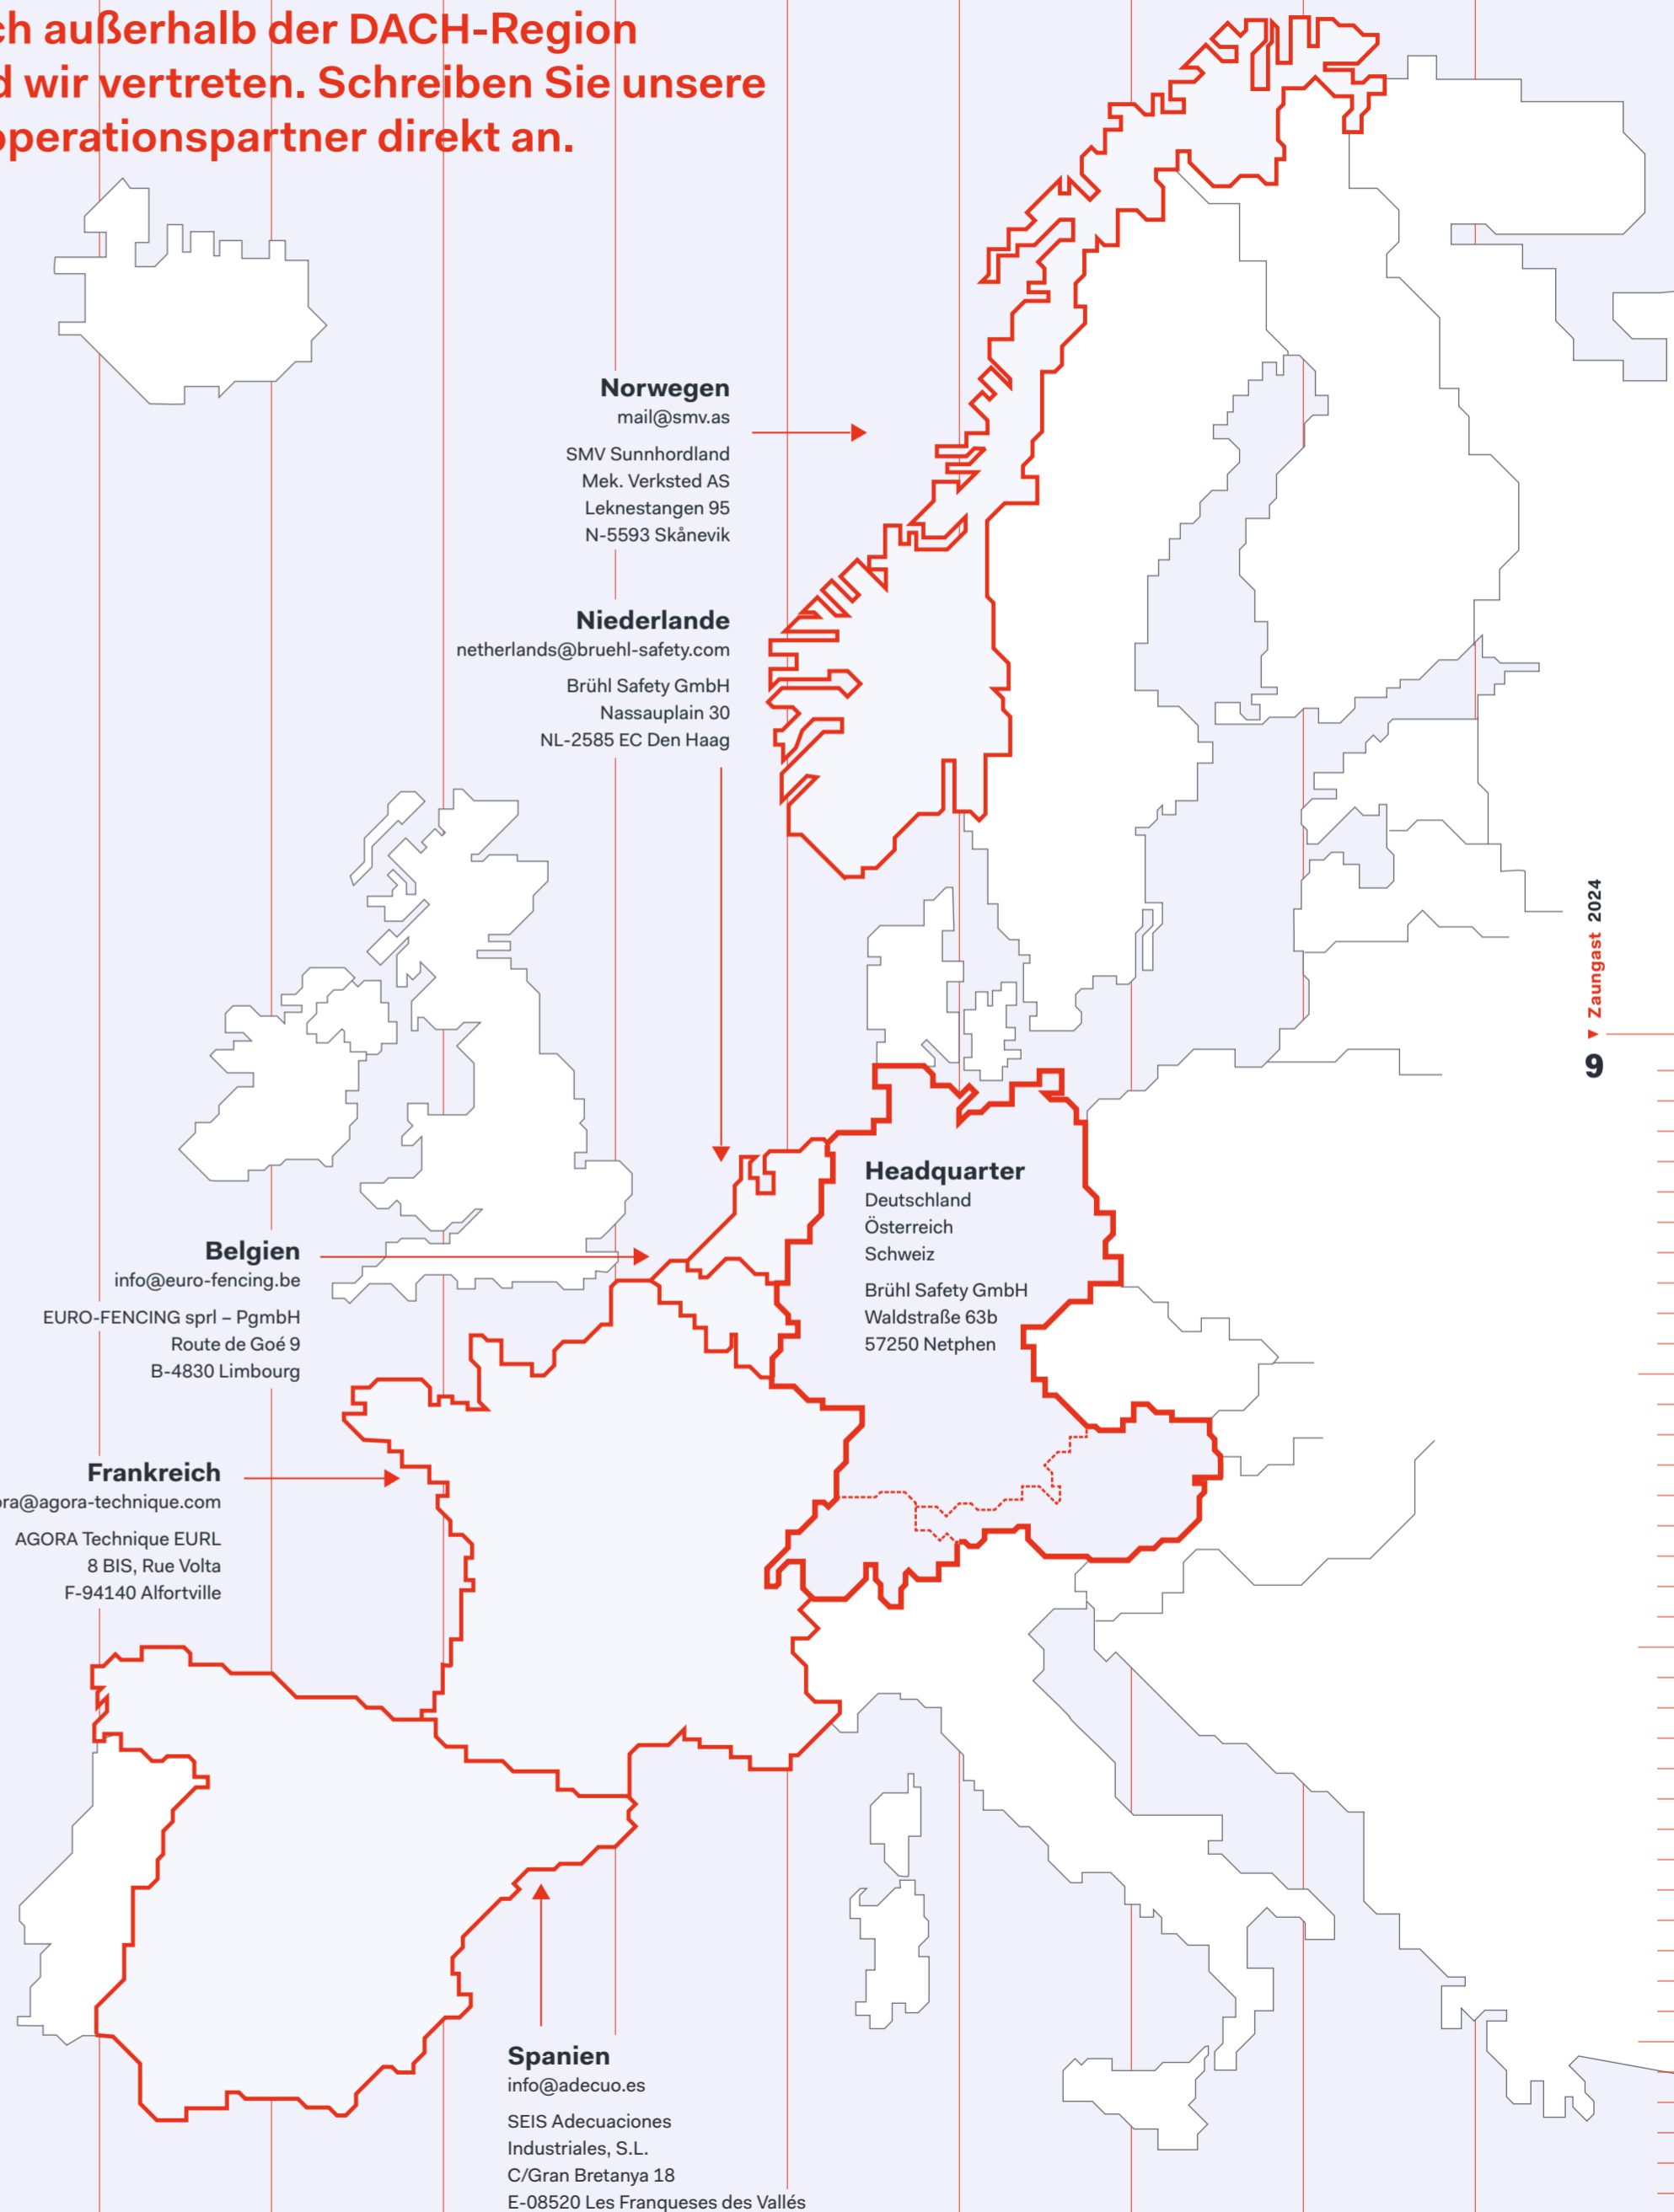 ch außerhalb der DACH-Region
d wir vertreten. Schreiben Sie unsere
operationspartner direkt an.
Norwegen
mail@smv.as
SMV Sunnhordland
Mek. Verksted AS
Leknestangen 95
N-5593 Skånevik
Niederlande
netherlands@bruehl-safety.com
Brühl Safety GmbH
Nassauplain 30
NL-2585 EC Den Haag
Zaungast 2024
9
Headquarter
Deutschland
Österreich
Schweiz
Brühl Safety GmbH
Waldstraße 63b
57250 Netphen
Belgien
info@euro-fencing.be
EURO-FENCING sprl – PgmbH
Route de Goé 9
B-4830 Limbourg
Frankreich
ora@agora-technique.com
AGORA Technique EURL
8 BIS, Rue Volta
F-94140 Alfortville
Spanien
info@adecuo.es
SEIS Adecuaciones
Industriales, S.L.
C/Gran Bretanya 18
E-08520 Les Franqueses des Vallés